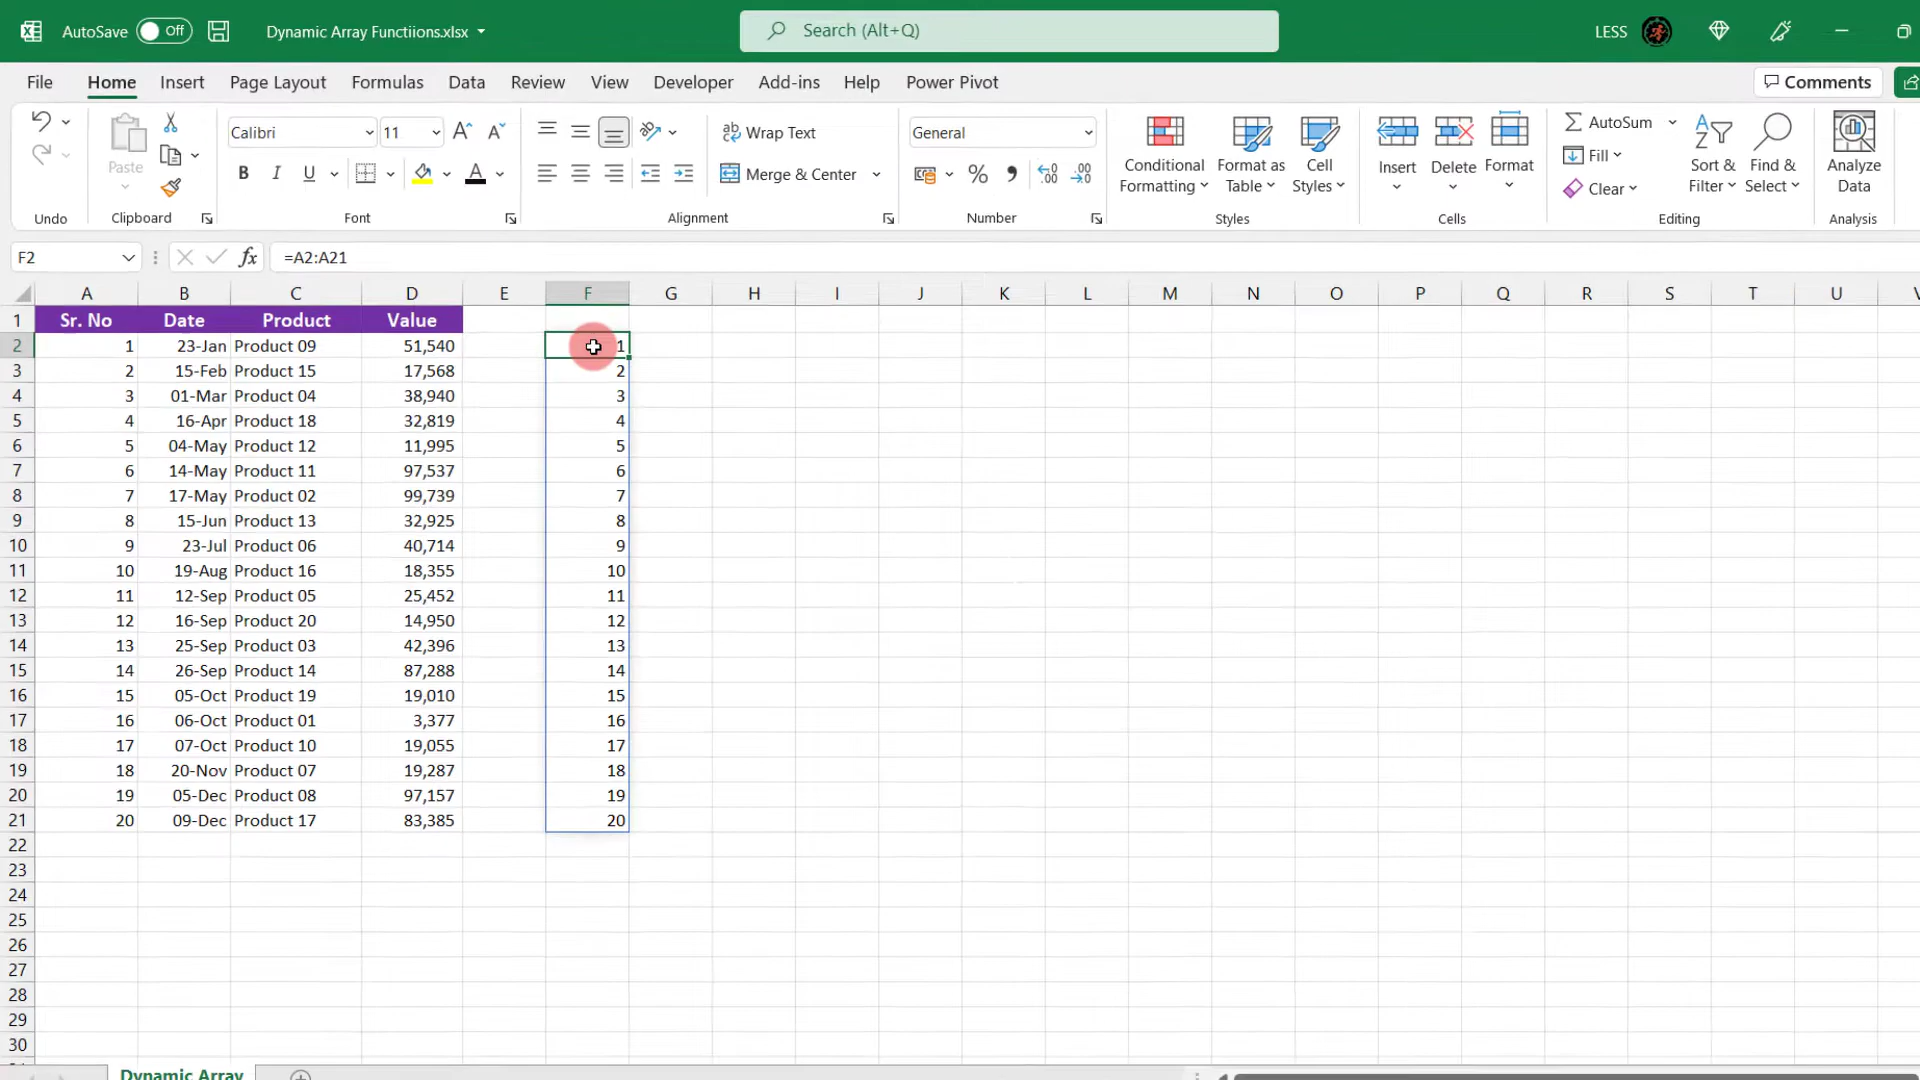 AutoSave Off Dynamic Array Functiions.xlsx Search (Alt+Q) LESS
File Home Insert Page Layout Formulas Data Review View Developer Add-ins Help Power Pivot Comments
Calibri 11 Wrap Text General AutoSum
Paste Conditional Formatting Format as Table Cell Styles Insert Delete Format Fill Sort & Filter Find & Select Analyze Data
B I U A Merge & Center % Clear
Undo Clipboard Font Alignment Number Styles Cells Editing Analysis
F2 fx =A2:A21
A B C D E F G H I J K L M N O P Q R S T U
1 Sr. No Date Product Value
2 1 23-Jan Product 09 51,540 1
3 2 15-Feb Product 15 17,568 2
4 3 01-Mar Product 04 38,940 3
5 4 16-Apr Product 18 32,819 4
6 5 04-May Product 12 11,995 5
7 6 14-May Product 11 97,537 6
8 7 17-May Product 02 99,739 7
9 8 15-Jun Product 13 32,925 8
10 9 23-Jul Product 06 40,714 9
11 10 19-Aug Product 16 18,355 10
12 11 12-Sep Product 05 25,452 11
13 12 16-Sep Product 20 14,950 12
14 13 25-Sep Product 03 42,396 13
15 14 26-Sep Product 14 87,288 14
16 15 05-Oct Product 19 19,010 15
17 16 06-Oct Product 01 3,377 16
18 17 07-Oct Product 10 19,055 17
19 18 20-Nov Product 07 19,287 18
20 19 05-Dec Product 08 97,157 19
21 20 09-Dec Product 17 83,385 20
22
23
24
25
26
27
28
29
30
Dynamic Array